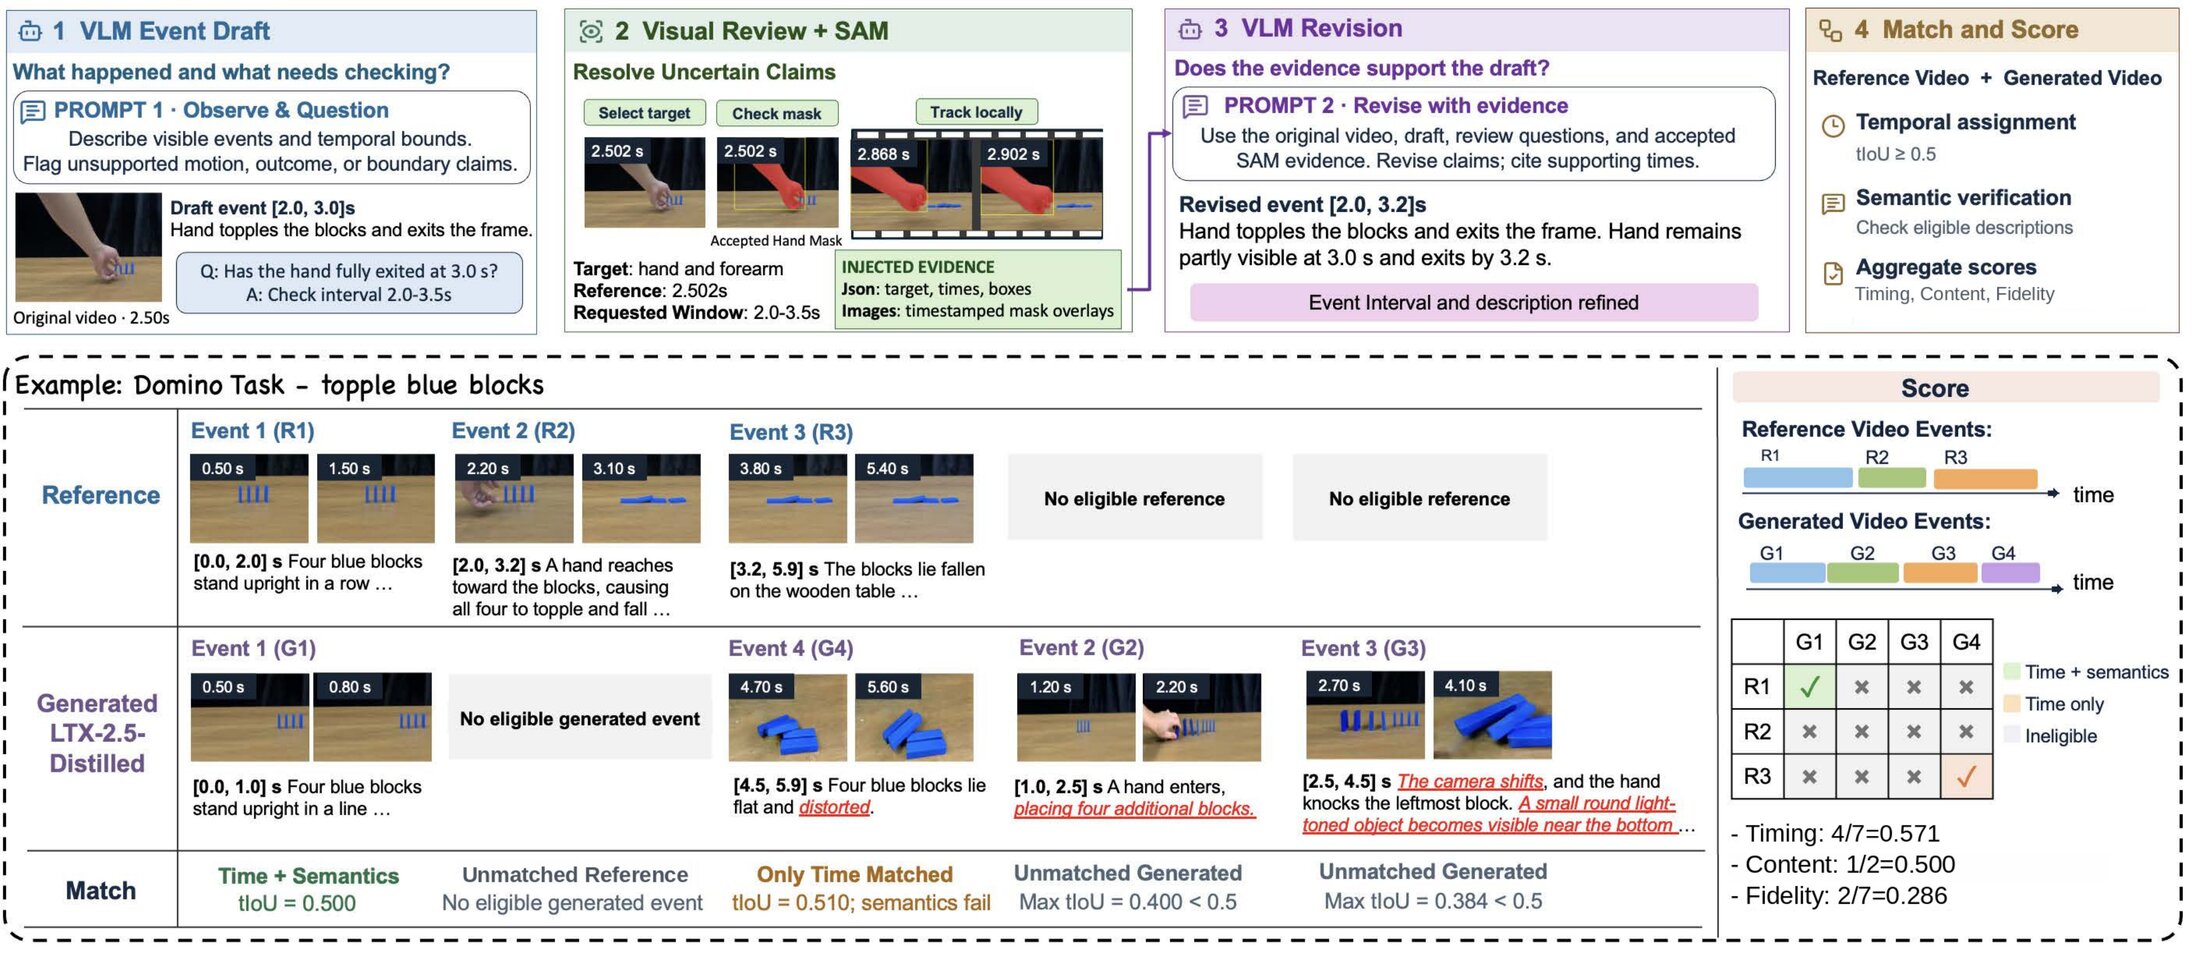 1 VLM Event Draft
What happened and what needs checking?
PROMPT 1 · Observe & Question
Describe visible events and temporal bounds.
Flag unsupported motion, outcome, or boundary claims.
Draft event [2.0, 3.0]s
Hand topples the blocks and exits the frame.
Q: Has the hand fully exited at 3.0 s?
A: Check interval 2.0-3.5s
Original video · 2.50s
2 Visual Review + SAM
Resolve Uncertain Claims
Select target
Check mask
Track locally
2.502 s
2.502 s
2.868 s
2.902 s
Accepted Hand Mask
Target: hand and forearm
Reference: 2.502s
Requested Window: 2.0-3.5s
INJECTED EVIDENCE
Json: target, times, boxes
Images: timestamped mask overlays
3 VLM Revision
Does the evidence support the draft?
PROMPT 2 · Revise with evidence
Use the original video, draft, review questions, and accepted
SAM evidence. Revise claims; cite supporting times.
Revised event [2.0, 3.2]s
Hand topples the blocks and exits the frame. Hand remains
partly visible at 3.0 s and exits by 3.2 s.
Event Interval and description refined
4 Match and Score
Reference Video + Generated Video
Temporal assignment
tIoU ≥ 0.5
Semantic verification
Check eligible descriptions
Aggregate scores
Timing, Content, Fidelity
Example: Domino Task - topple blue blocks
Reference
Event 1 (R1)
0.50 s
1.50 s
[0.0, 2.0] s Four blue blocks
stand upright in a row ...
Event 2 (R2)
2.20 s
3.10 s
[2.0, 3.2] s A hand reaches
toward the blocks, causing
all four to topple and fall ...
Event 3 (R3)
3.80 s
5.40 s
[3.2, 5.9] s The blocks lie fallen
on the wooden table ...
No eligible reference
No eligible reference
Generated
LTX-2.5-
Distilled
Event 1 (G1)
0.50 s
0.80 s
[0.0, 1.0] s Four blue blocks
stand upright in a line ...
No eligible generated event
Event 4 (G4)
4.70 s
5.60 s
[4.5, 5.9] s Four blue blocks lie
flat and distorted.
Event 2 (G2)
1.20 s
2.20 s
[1.0, 2.5] s A hand enters,
placing four additional blocks.
Event 3 (G3)
2.70 s
4.10 s
[2.5, 4.5] s The camera shifts, and the hand
knocks the leftmost block. A small round light-
toned object becomes visible near the bottom ...
Match
Time + Semantics
tIoU = 0.500
Unmatched Reference
No eligible generated event
Only Time Matched
tIoU = 0.510; semantics fail
Unmatched Generated
Max tIoU = 0.400 < 0.5
Unmatched Generated
Max tIoU = 0.384 < 0.5
Score
Reference Video Events:
R1 R2 R3
time
Generated Video Events:
G1 G2 G3 G4
time
G1 G2 G3 G4
R1 ✓ × × ×
R2 × × × ×
R3 × × × ✓
Time + semantics
Time only
Ineligible
- Timing: 4/7=0.571
- Content: 1/2=0.500
- Fidelity: 2/7=0.286